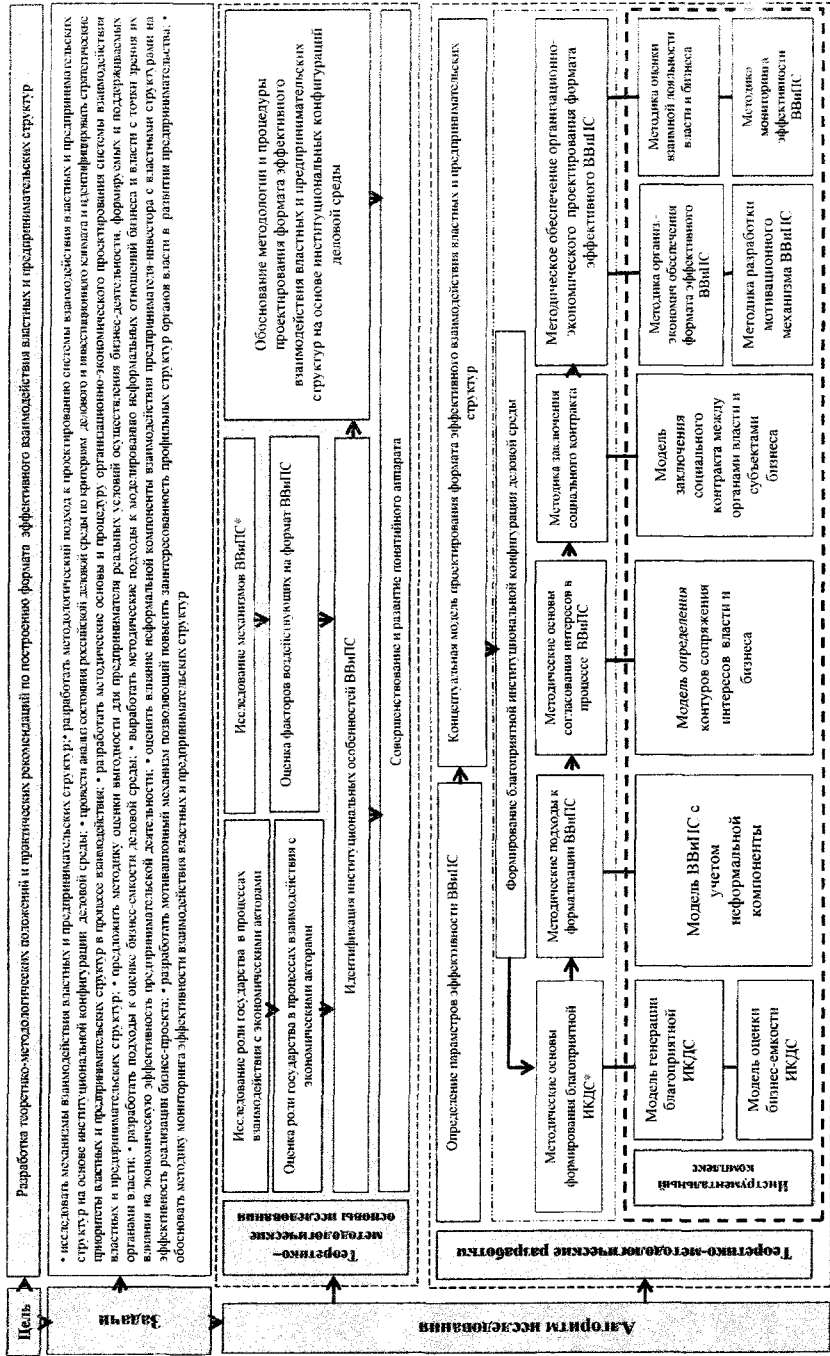 Цель
Разработка теоретико-методологических положений и практических рекомендаций по построению формата эффективного взаимодействия властных и предпринимательских структур
Задачи
• исследовать механизмы взаимодействия властных и предпринимательских структур; • разработать методологический подход к проектированию системы взаимодействия властных и предпринимательских
структур на основе институциональной конфигурации деловой среды; • провести анализ состояния российской деловой среды по критериям делового и инвестиционного климата и идентифицировать стратегические
приоритеты властных и предпринимательских структур в процессе взаимодействия; • разработать методические основы и процедуру организационно-экономического проектирования системы взаимодействия
властных и предпринимательских структур; • предложить методику оценки выгодности для предпринимателя реальных условий осуществления бизнес-деятельности, формируемых и поддерживаемых
органами власти; • разработать подходы к оценке бизнес-емкости деловой среды; • выработать методические подходы к моделированию неформальных отношений бизнеса и власти с точки зрения их
влияния на экономическую эффективность предпринимательской деятельности; • оценить влияние неформальной компоненты взаимодействия предпринимателя-инвестора с властными структурами на
эффективность реализации бизнес-проекта; • разработать мотивационный механизм позволяющий повысить заинтересованность профильных структур органов власти в развитии предпринимательства; •
обосновать методику мониторинга эффективности взаимодействия властных и предпринимательских структур
Алгоритм исследования
Теоретико-
методологические
основы исследования
Исследование роли государства в процессах
взаимодействия с экономическими акторами
Исследование механизмов ВВиПС*
Оценка роли государства в процессах взаимодействия с
экономическими акторами
Оценка факторов воздействующих на формат ВВиПС
Идентификация институциональных особенностей ВВиПС
Обоснование методологии и процедуры
проектирования формата эффективного
взаимодействия властных и предпринимательских
структур на основе институциональных конфигураций
деловой среды
Совершенствование и развитие понятийного аппарата
Теоретико-методологические разработки
Определение параметров эффективности ВВиПС
Концептуальная модель проектирования формата эффективного взаимодействия властных и предпринимательских
структур
Формирование благоприятной институциональной конфигурации деловой среды
Методические основы
формирования благоприятной
ИКДС*
Методические подходы к
формализации ВВиПС
Методические основы
согласования интересов в
процессе ВВиПС
Методика заключения
социального контракта
Методическое обеспечение организационно-
экономического проектирования формата
эффективного ВВиПС
Инструментальный
комплекс
Модель генерации
благоприятной
ИКДС
Модель оценки
бизнес-емкости
ИКДС
Модель ВВиПС с
учетом
неформальной
компоненты
Модель определения
контуров сопряжения
интересов власти и
бизнеса
Модель
заключения
социального
контракта между
органами власти и
субъектами
бизнеса
Методика организ.-
экономич обеспечения
формата эффективного
ВВиПС
Методика разработки
мотивационного
механизма ВВиПС
Методика оценки
взаимной лояльности
власти и бизнеса
Методика
мониторинга
эффективности
ВВиПС